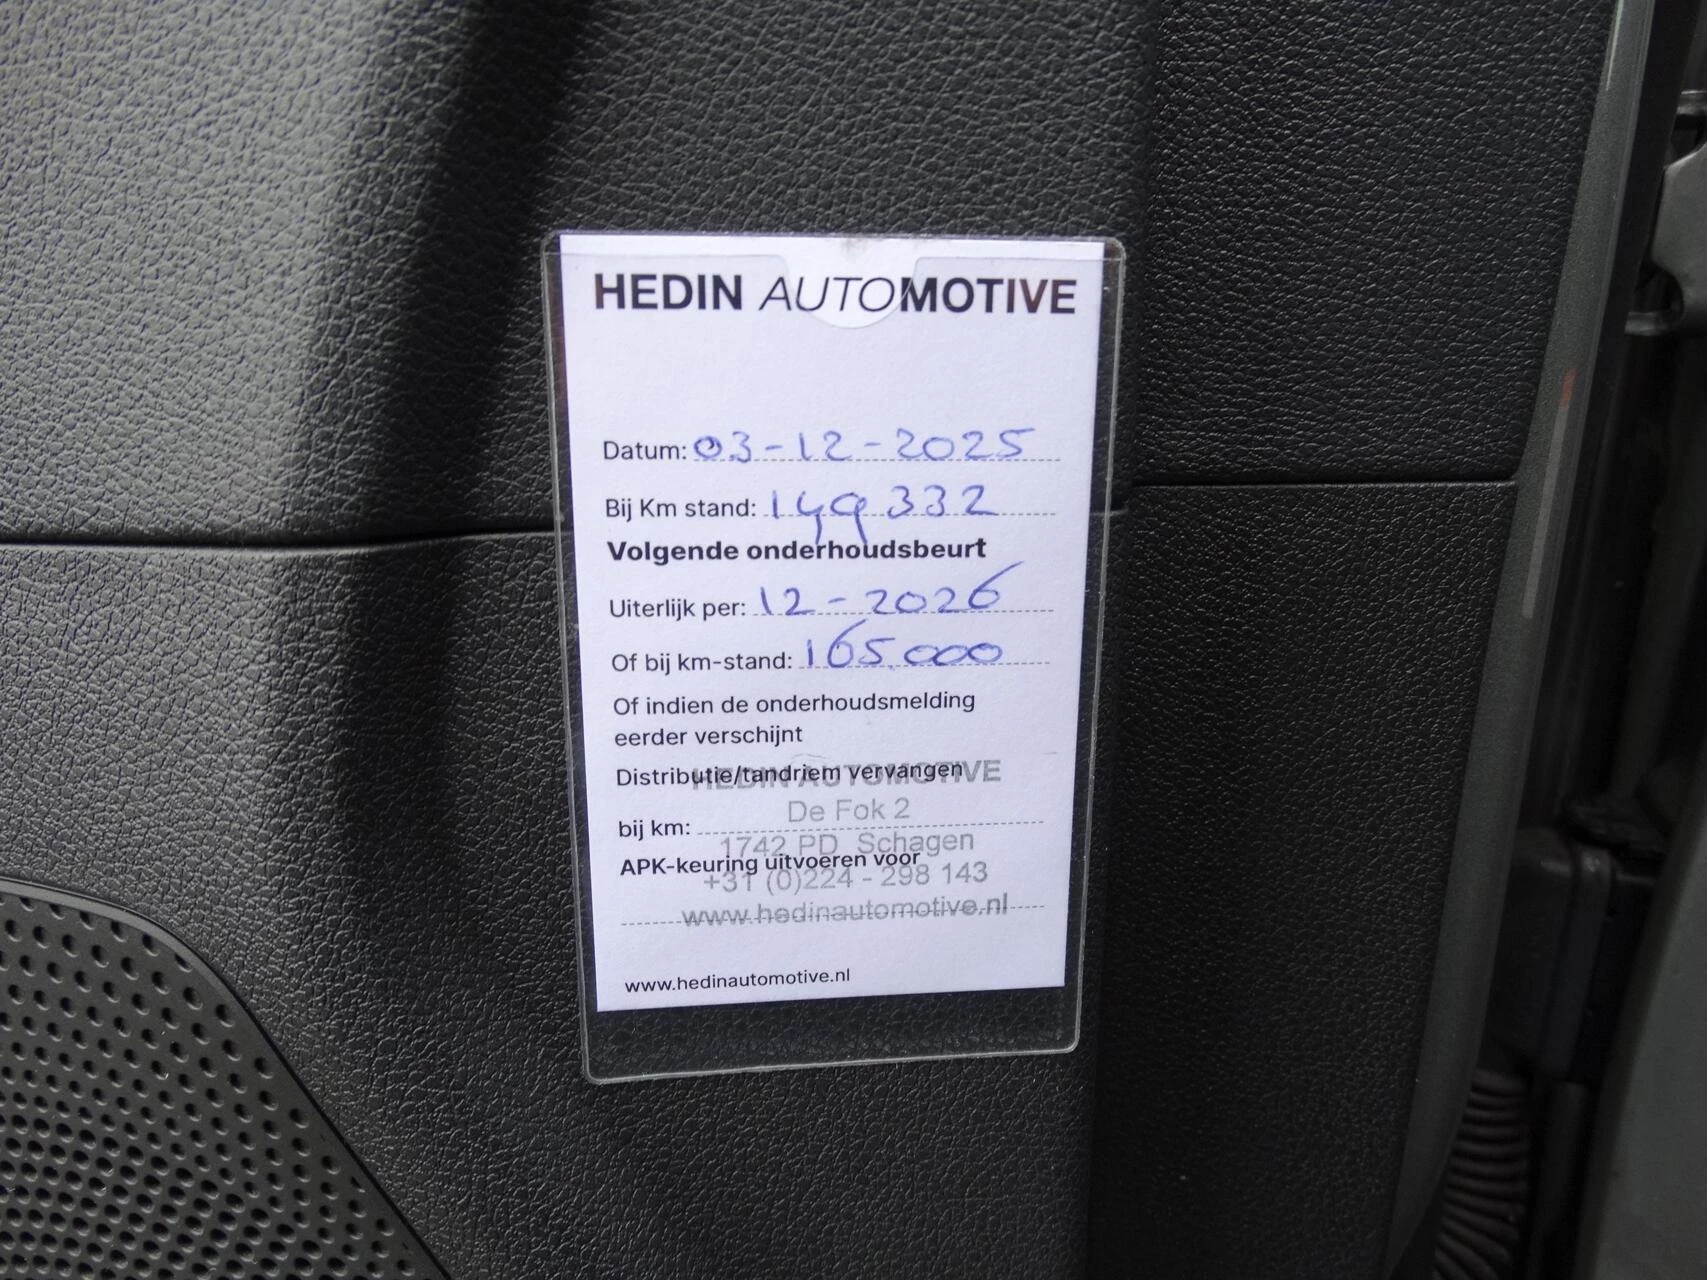 HEDIN AUTOMOTIVE
Datum: 03-12-2025
Bij Km stand: 149 332
Volgende onderhoudsbeurt
Uiterlijk per: 12-2026
Of bij km-stand: 165.000
Of indien de onderhoudsmelding
eerder verschijnt
Distributie/tandriem vervangen
HEDIN AUTOMOTIVE
De Fok 2
bij km:
1742 PD Schagen
APK-keuring uitvoeren voor
+31 (0)224 - 298 143
www.hedinautomotive.nl
www.hedinautomotive.nl